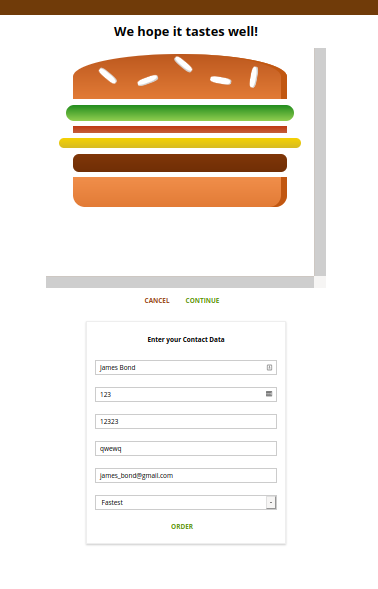 We hope it tastes well!
CANCEL CONTINUE
Enter your Contact Data
James Bond
123
12323
qwewq
james_bond@gmail.com
Fastest
ORDER